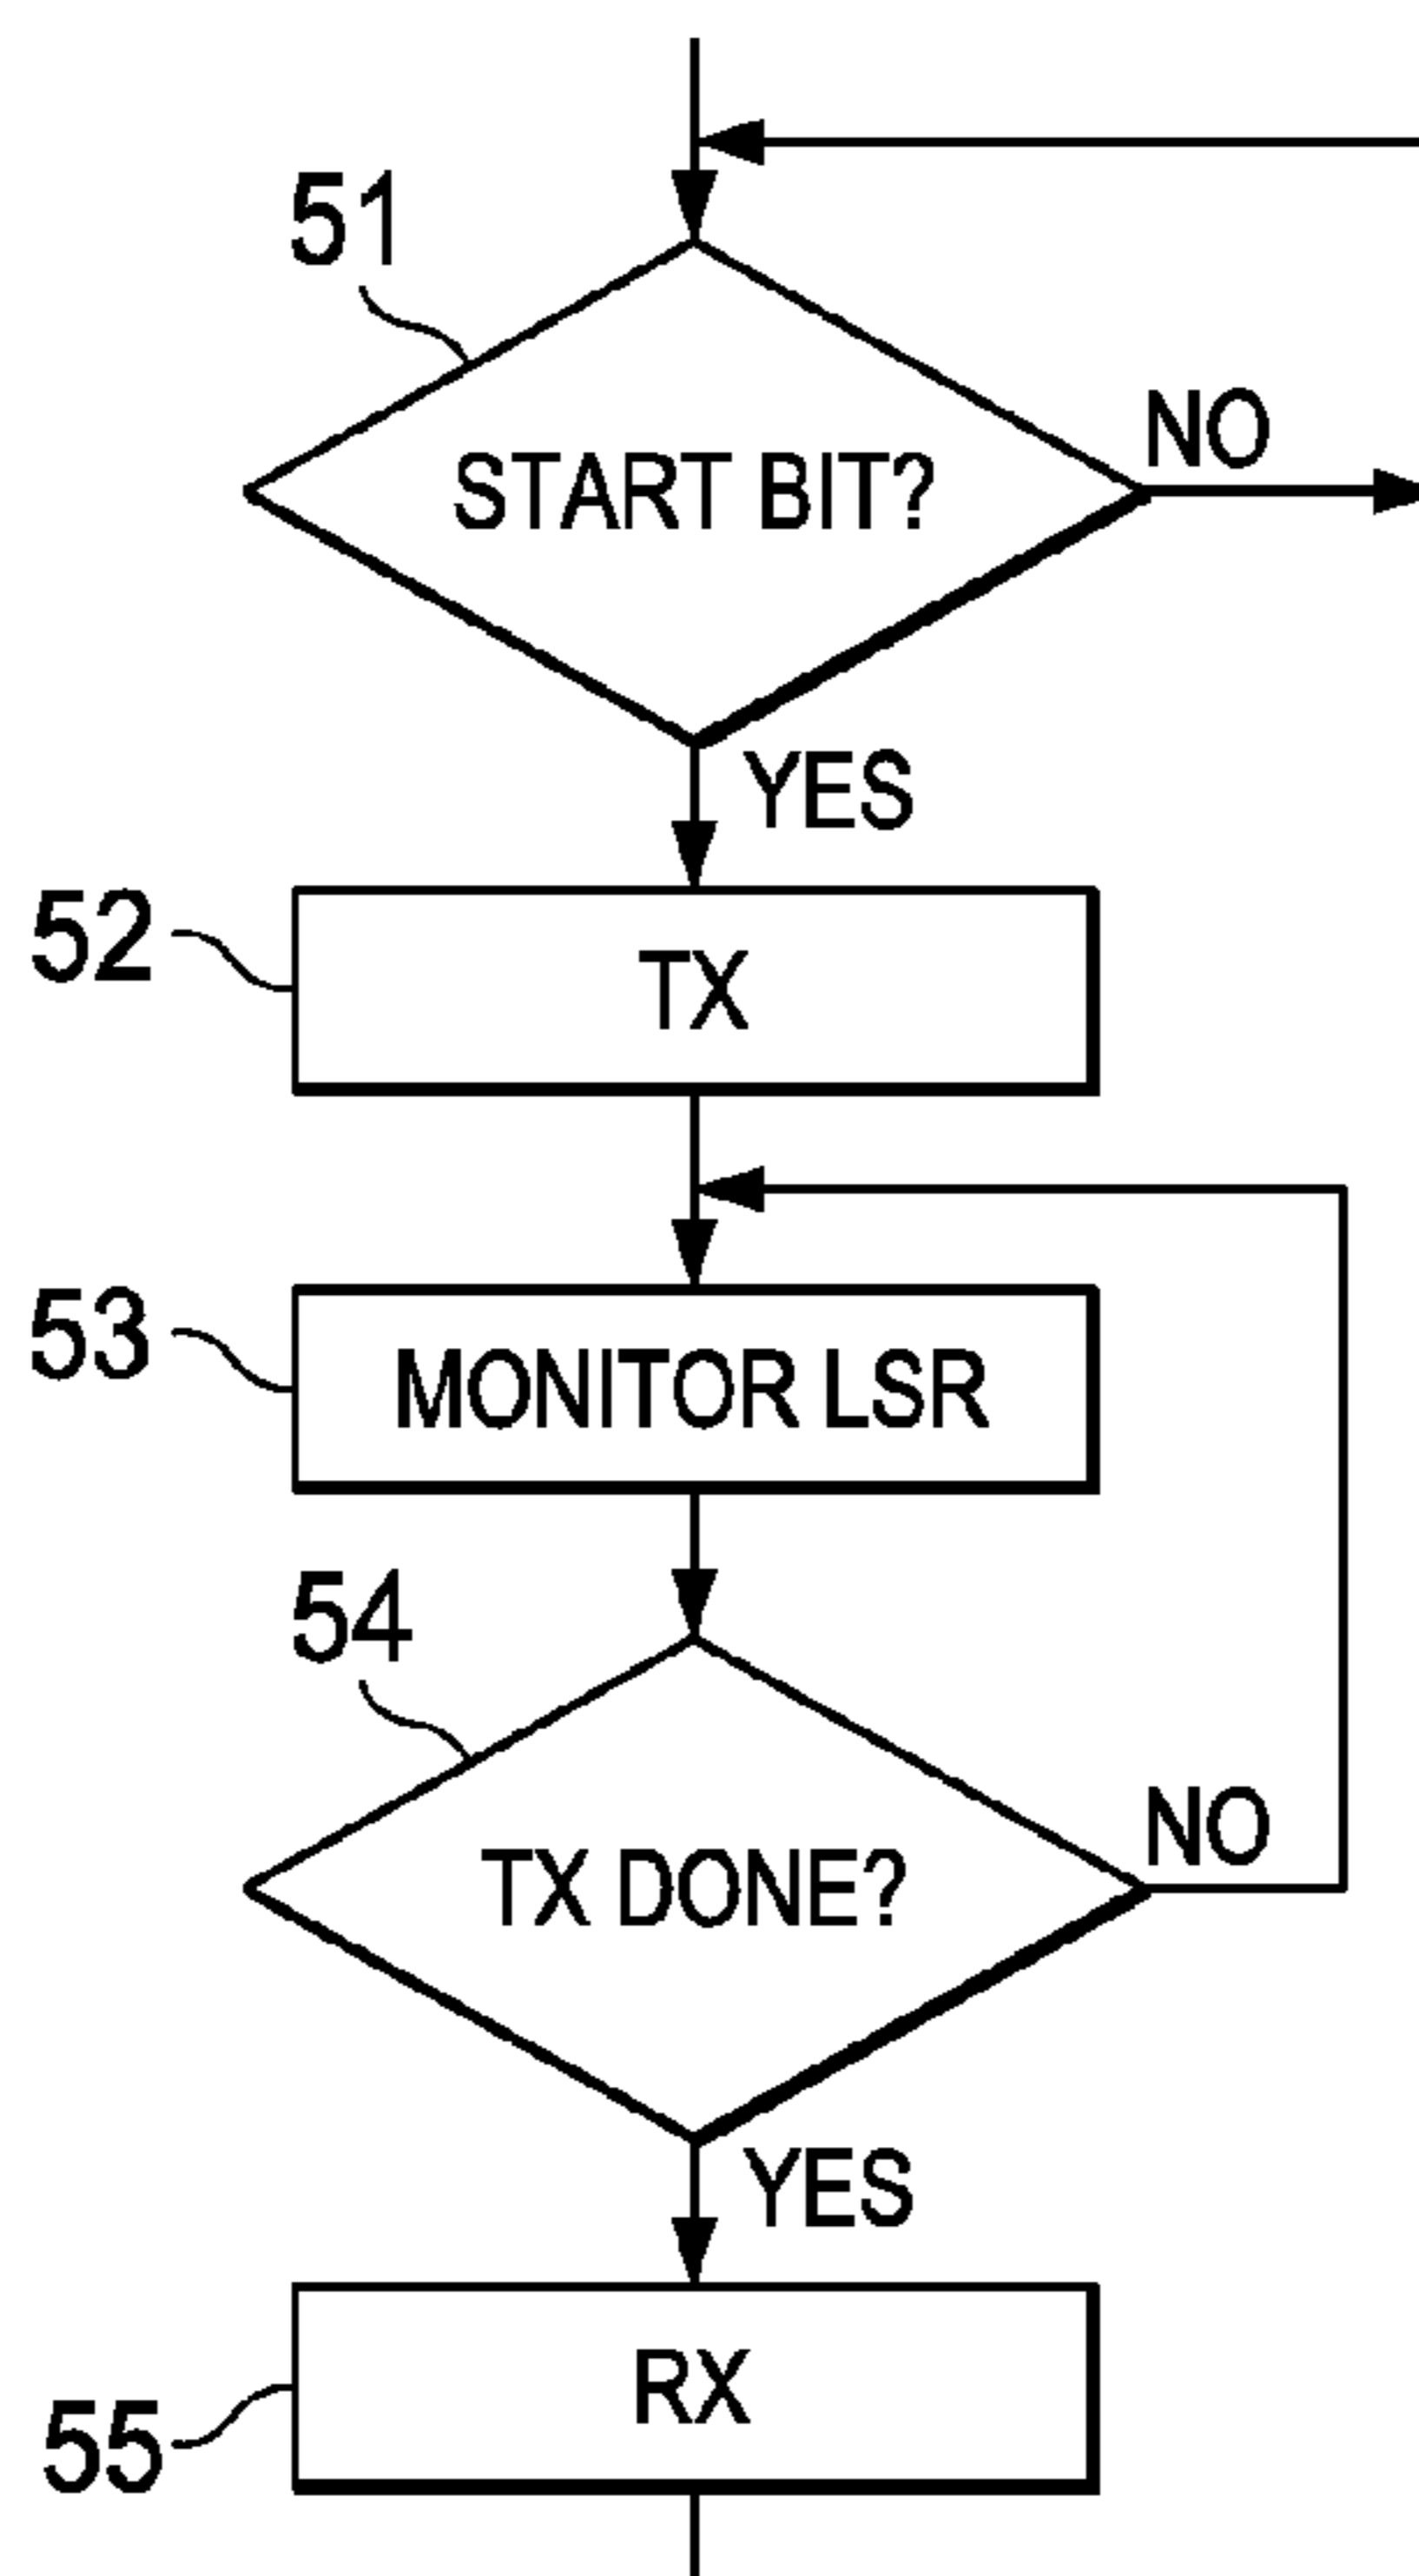 51
START BIT?
NO
YES
52
TX
53
MONITOR LSR
54
TX DONE?
NO
YES
RX
55